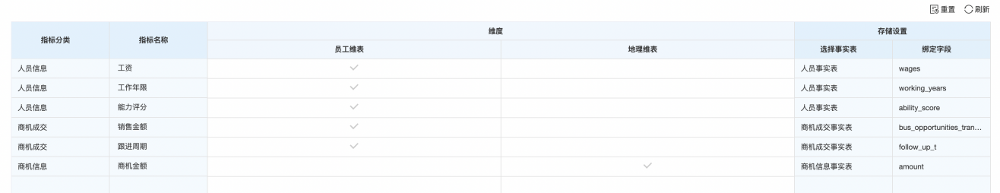 重置 刷新
指标分类 指标名称 维度 存储设置
员工维表 地理维表 选择事实表 绑定字段
人员信息 工资 人员事实表 wages
人员信息 工作年限 人员事实表 working_years
人员信息 能力评分 人员事实表 ability_score
商机成交 销售金额 商机成交事实表 bus_opportunities_tran...
商机成交 跟进周期 商机成交事实表 follow_up_t
商机信息 商机金额 商机信息事实表 amount